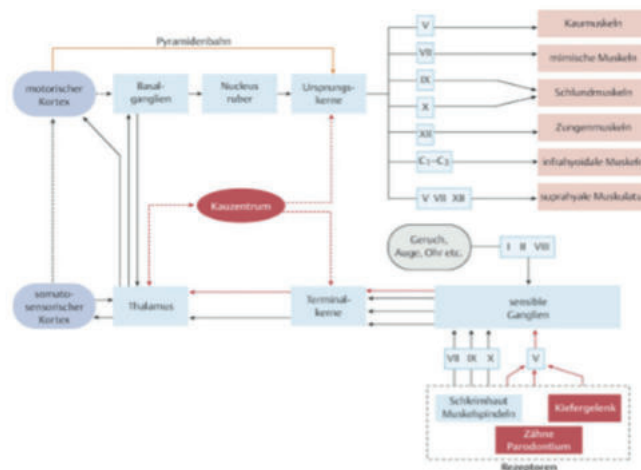 Pyramidenbahn
motorischer
Kortex
Basal-
ganglien
Nucleus
ruber
Ursprungs-
kerne
V
Kaumuskeln
VII
mimische Muskeln
IX
Schlundmuskeln
X
XII
Zungenmuskeln
C₁–C₃
infrahyoidale Muskeln
V VII XII
suprahyale Muskulatur
Kauzentrum
Geruch,
Auge, Ohr etc.
I II VIII
somato-
sensorischer
Kortex
Thalamus
Terminal-
kerne
sensible
Ganglien
VII IX X
V
Schleimhaut
Muskelspindeln
Kiefergelenk
Zähne
Parodontium
Rezeptoren